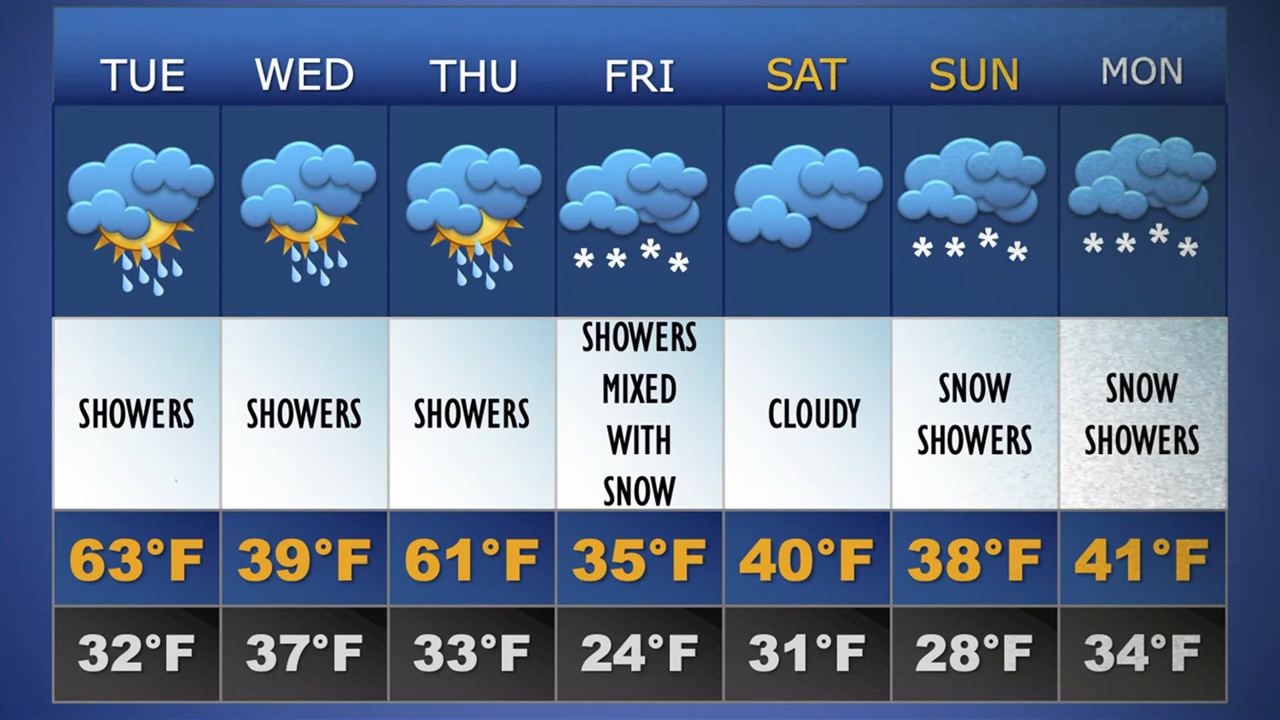 TUE WED THU FRI SAT SUN MON
SHOWERS
SHOWERS
SHOWERS
SHOWERS
MIXED
WITH
SNOW
CLOUDY
SNOW
SHOWERS
SNOW
SHOWERS
63°F 39°F 61°F 35°F 40°F 38°F 41°F
32°F 37°F 33°F 24°F 31°F 28°F 34°F